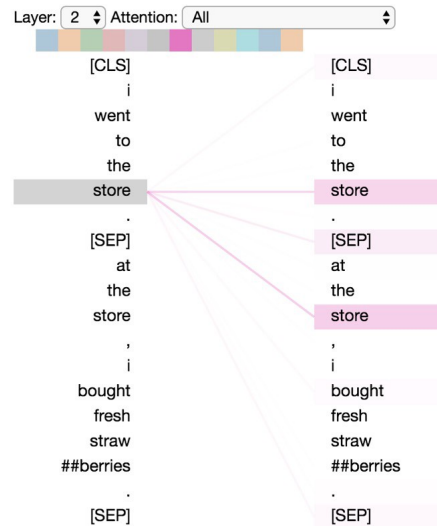 Layer: 2 Attention: All
[CLS] [CLS]
i i
went went
to to
the the
store store
. .
[SEP] [SEP]
at at
the the
store store
, ,
i i
bought bought
fresh fresh
straw straw
##berries ##berries
. .
[SEP] [SEP]